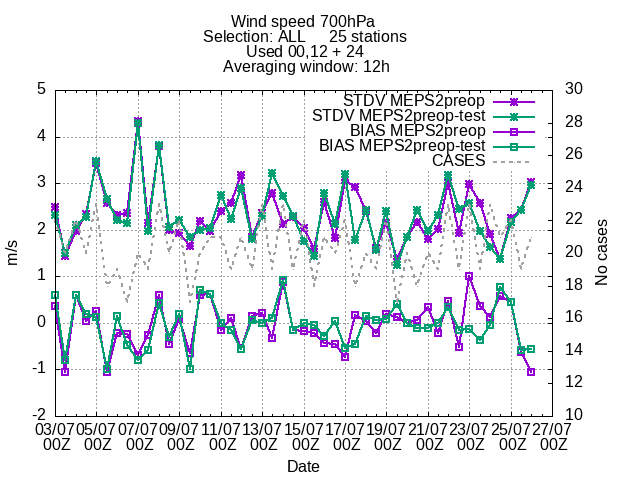 Wind speed 700hPa
Selection: ALL 25 stations
Used 00,12 + 24
Averaging window: 12h
STDV MEPS2preop
STDV MEPS2preop-test
BIAS MEPS2preop
BIAS MEPS2preop-test
CASES
5
4
3
2
1
0
-1
-2
m/s
30
28
26
24
22
20
18
16
14
12
10
No cases
03/07 05/07 07/07 09/07 11/07 13/07 15/07 17/07 19/07 21/07 23/07 25/07 27/07
00Z 00Z 00Z 00Z 00Z 00Z 00Z 00Z 00Z 00Z 00Z 00Z 00Z
Date